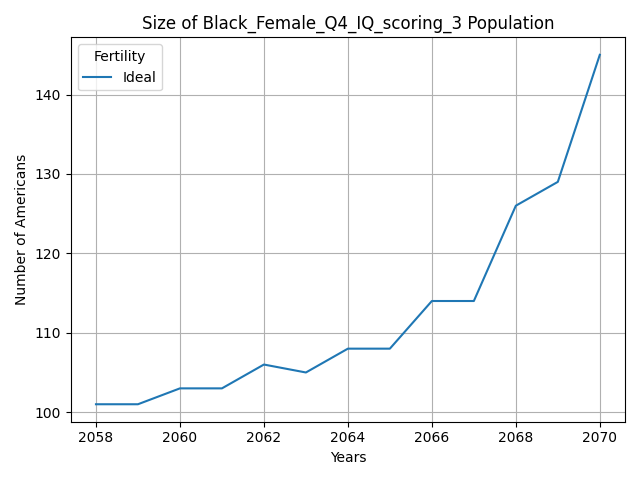 Size of Black_Female_Q4_IQ_scoring_3 Population
Fertility
Ideal
Number of Americans
140
130
120
110
100
2058 2060 2062 2064 2066 2068 2070
Years